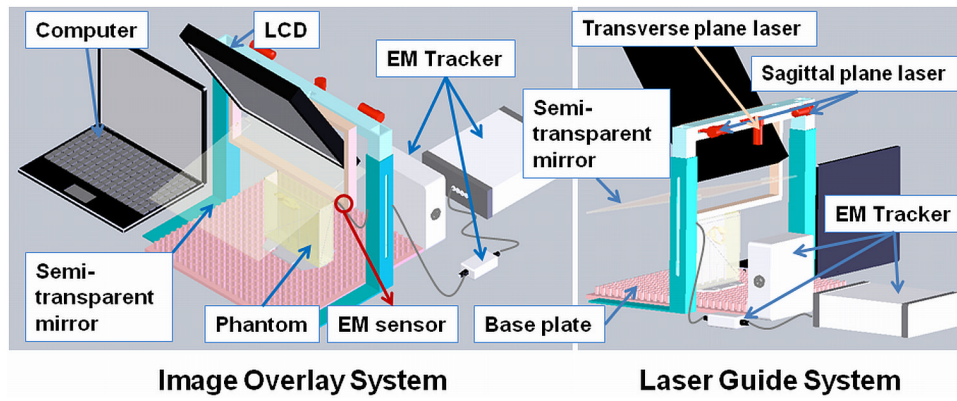 Computer
LCD
EM Tracker
Semi-
transparent
mirror
Phantom
EM sensor
Image Overlay System
Transverse plane laser
Sagittal plane laser
Semi-
transparent
mirror
EM Tracker
Base plate
Laser Guide System